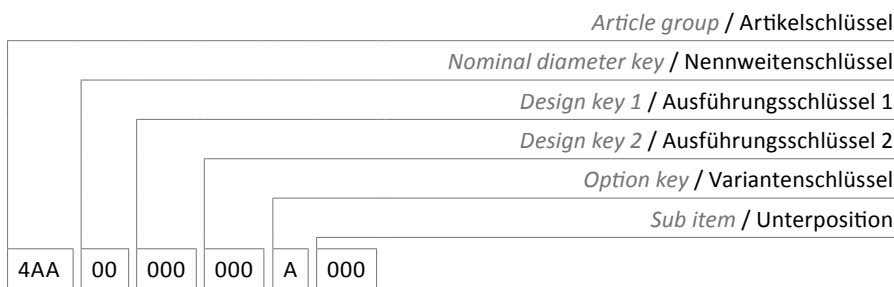 Article group / Artikelschlüssel
Nominal diameter key / Nennweitenschlüssel
Design key 1 / Ausführungsschlüssel 1
Design key 2 / Ausführungsschlüssel 2
Option key / Variantenschlüssel
Sub item / Unterposition
4AA 00 000 000 A 000